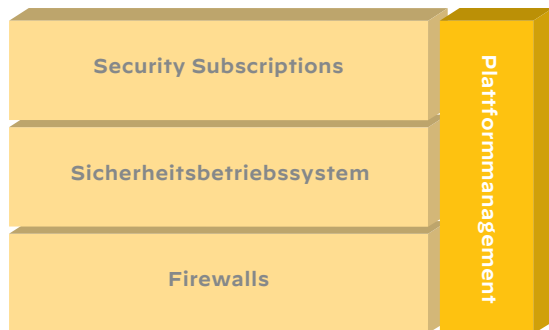 Security Subscriptions
Sicherheitsbetriebssystem
Firewalls
Plattformmanagement